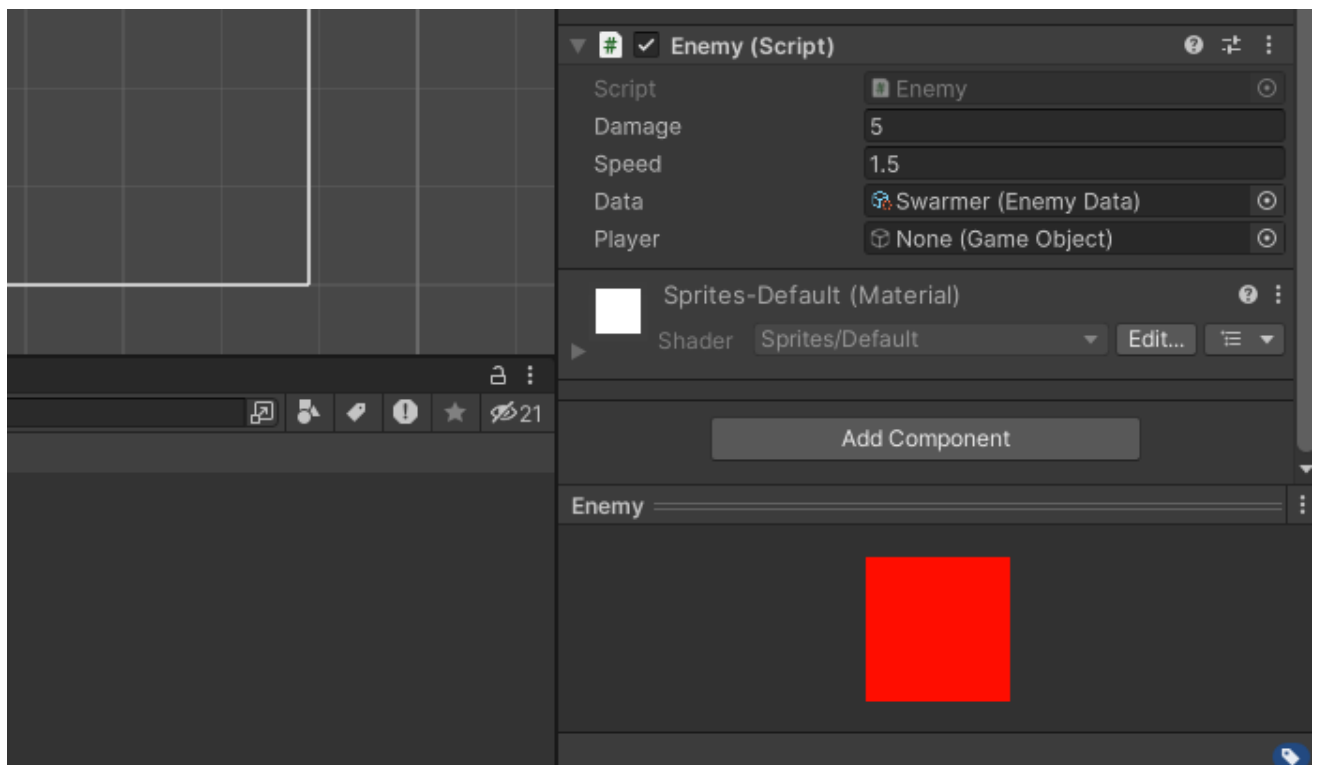 Enemy (Script)
Script Enemy
Damage 5
Speed 1.5
Data Swarmer (Enemy Data)
Player None (Game Object)
Sprites-Default (Material)
Shader Sprites/Default Edit...
21
Add Component
Enemy